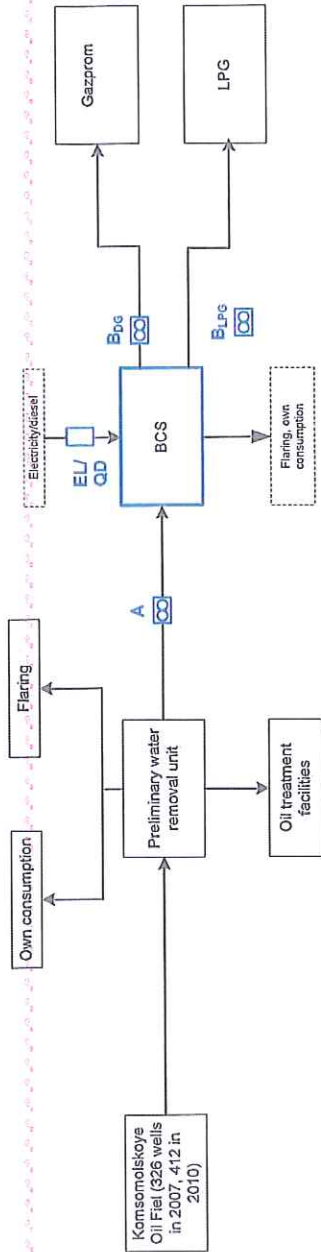 Own consumption
Flaring
Electricity/diesel
EL/
QD
Gazprom
Komsomolskoye
Oil Fiel (326 wells
in 2007, 412 in
2010)
Preliminary water
removal unit
A
BCS
BDG
BLPG
LPG
Oil treatment
facilities
Flaring, own
consumption